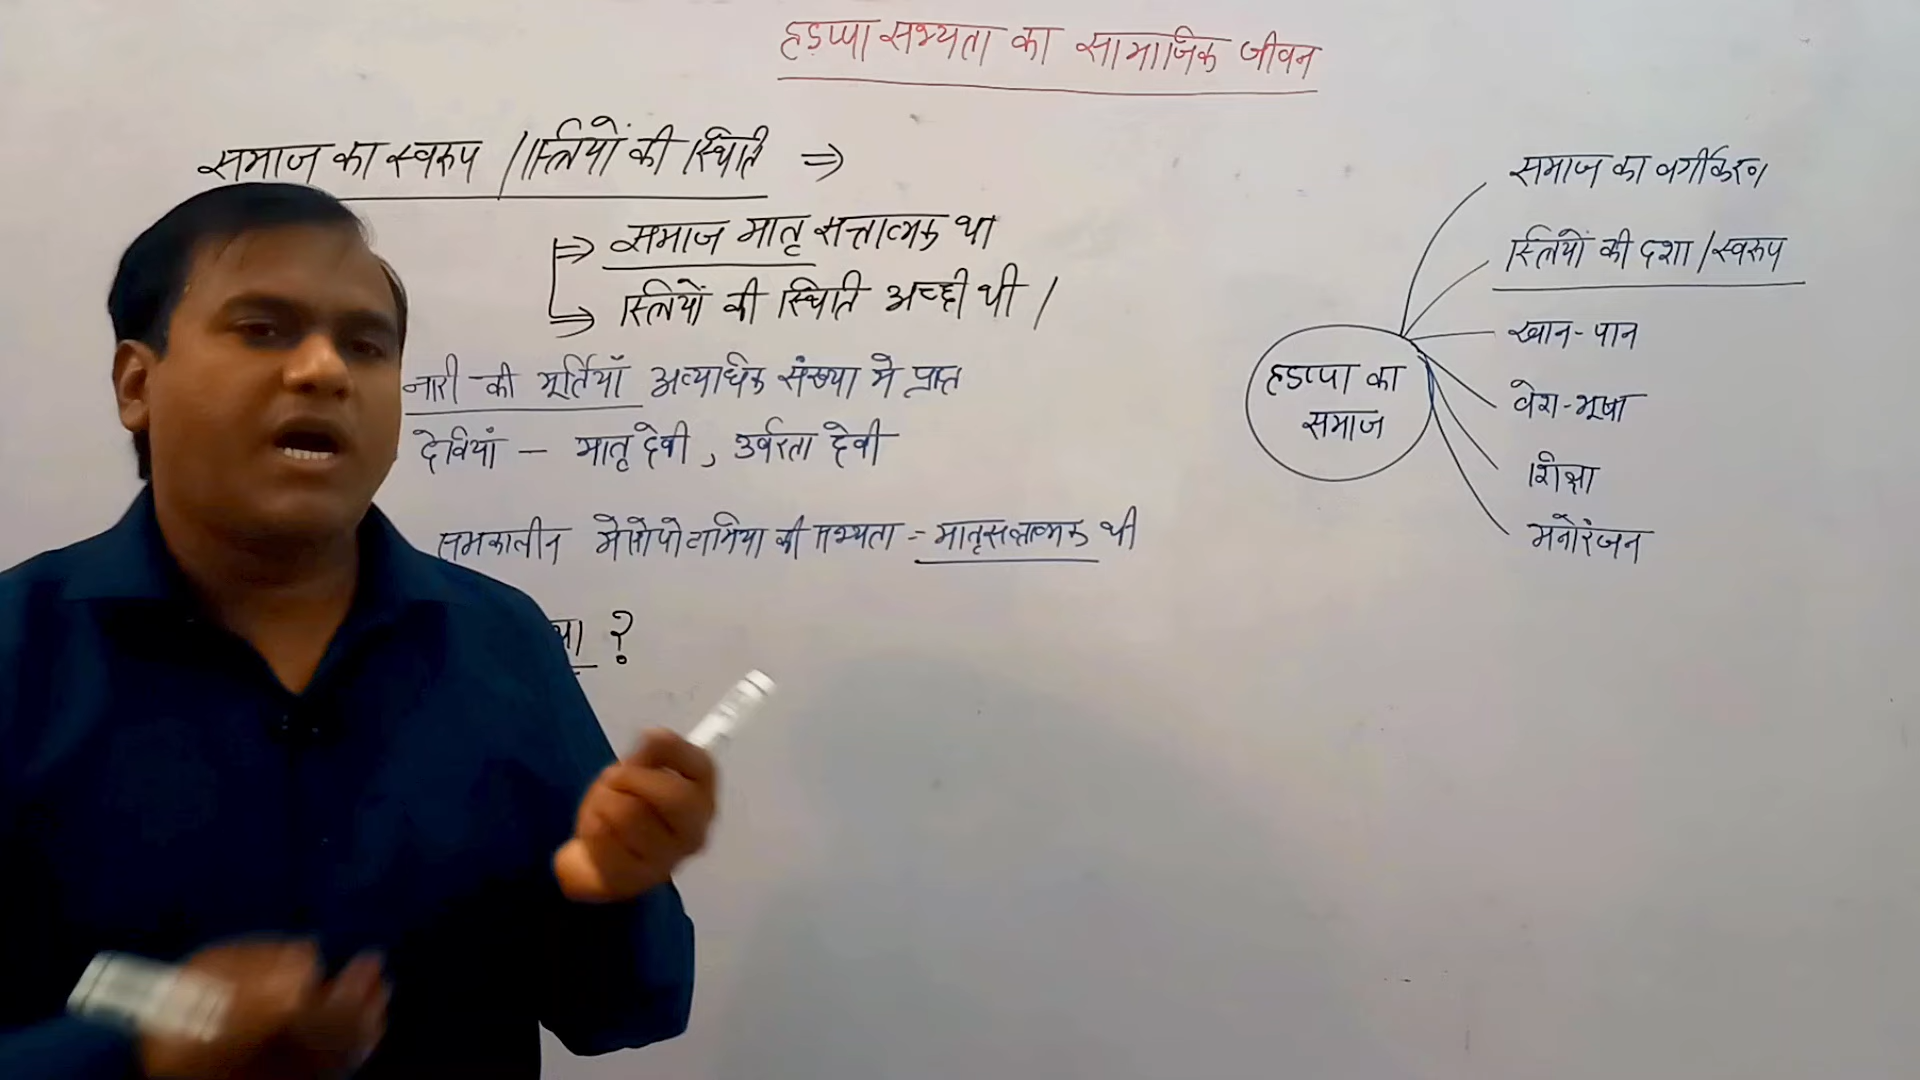 हड़प्पा सभ्यता का सामाजिक जीवन
समाज का स्वरूप / स्त्रियों की स्थिति ⇒
⇒ समाज मातृ सत्तात्मक था
⇒ स्त्रियों की स्थिति अच्छी थी /
नारी की मूर्तियाँ अत्याधिक संख्या मे प्राप्त
देवियां – मातृ देवी, उर्वरता देवी
समकालीन मेसोपोटामिया की सभ्यता = मातृसत्तात्मक थी
?
हडप्पा का
समाज
समाज का वर्गीकरण
स्त्रियों की दशा / स्वरूप
खान-पान
वेश-भूषा
शिक्षा
मनोरंजन